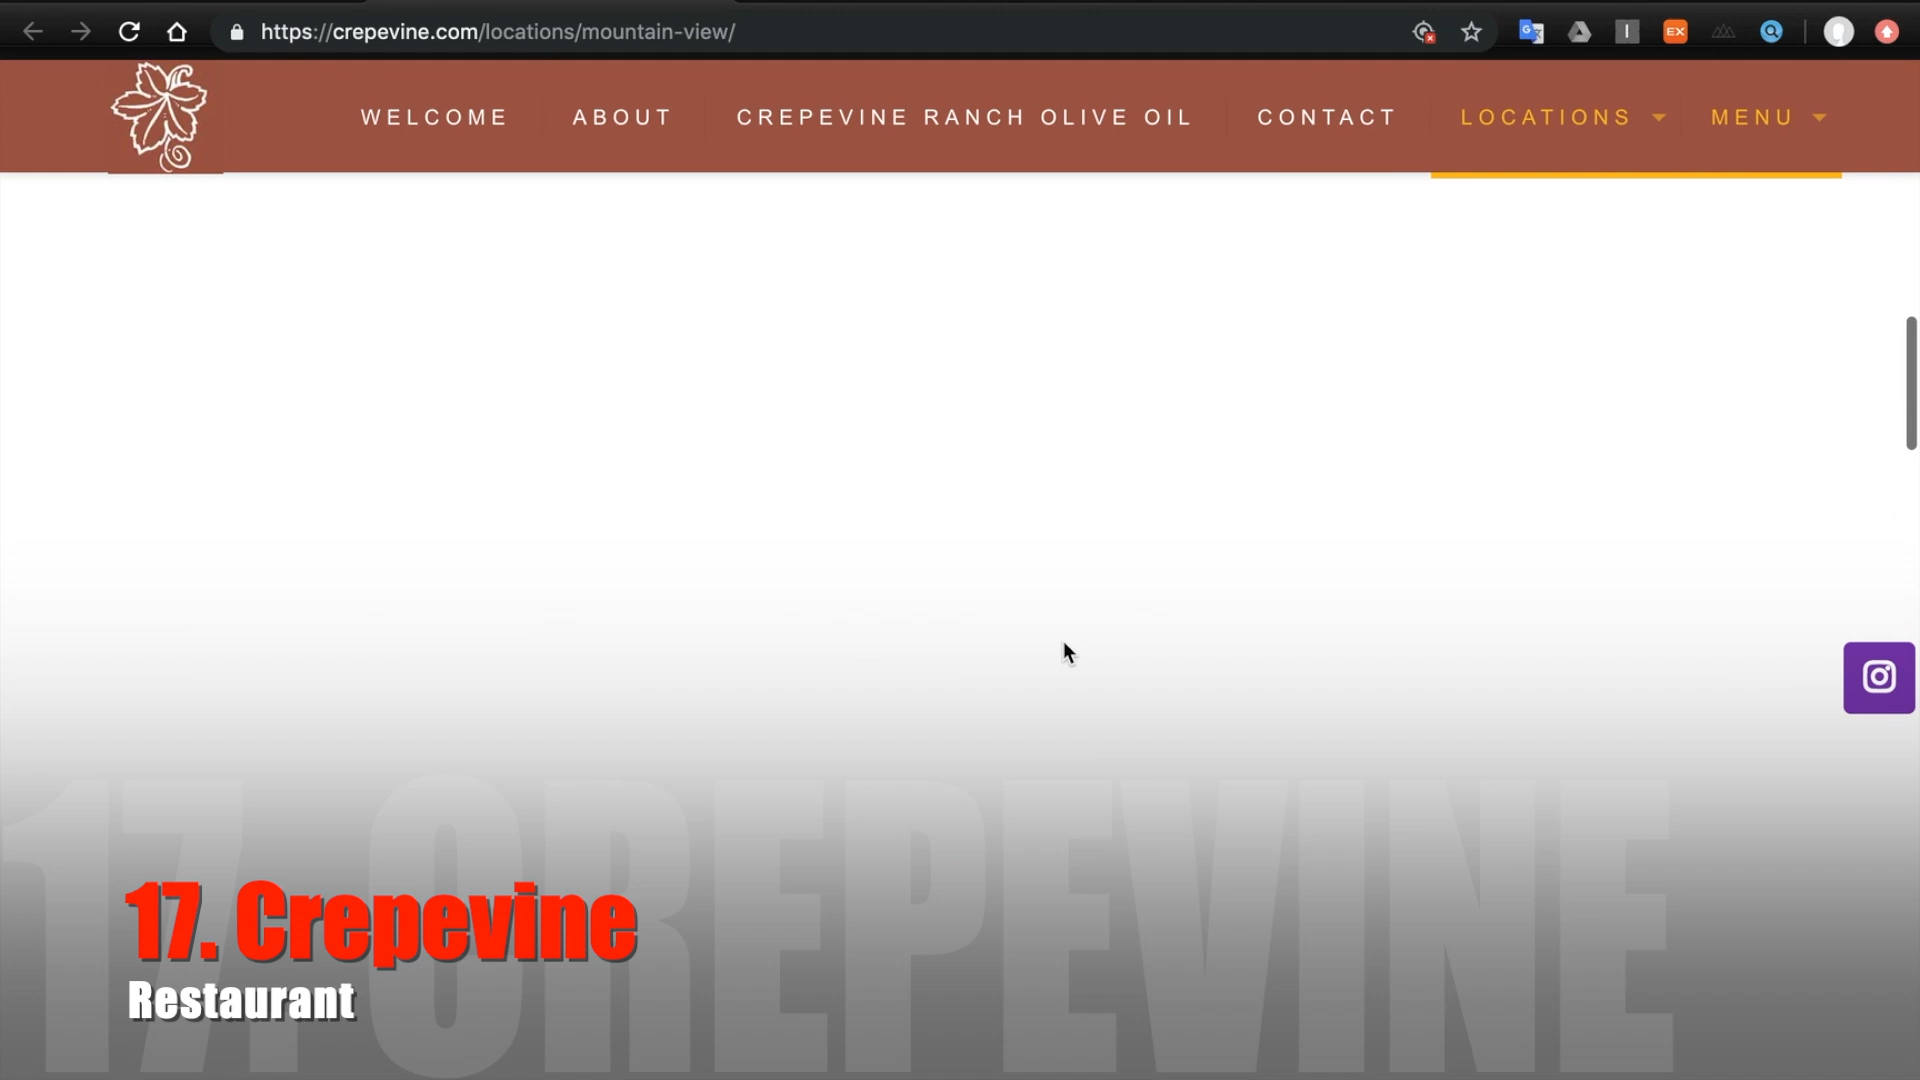 https://crepevine.com/locations/mountain-view/
EX
WELCOME ABOUT CREPEVINE RANCH OLIVE OIL CONTACT LOCATIONS MENU
17. CREPEVINE
17. Crepevine
Restaurant